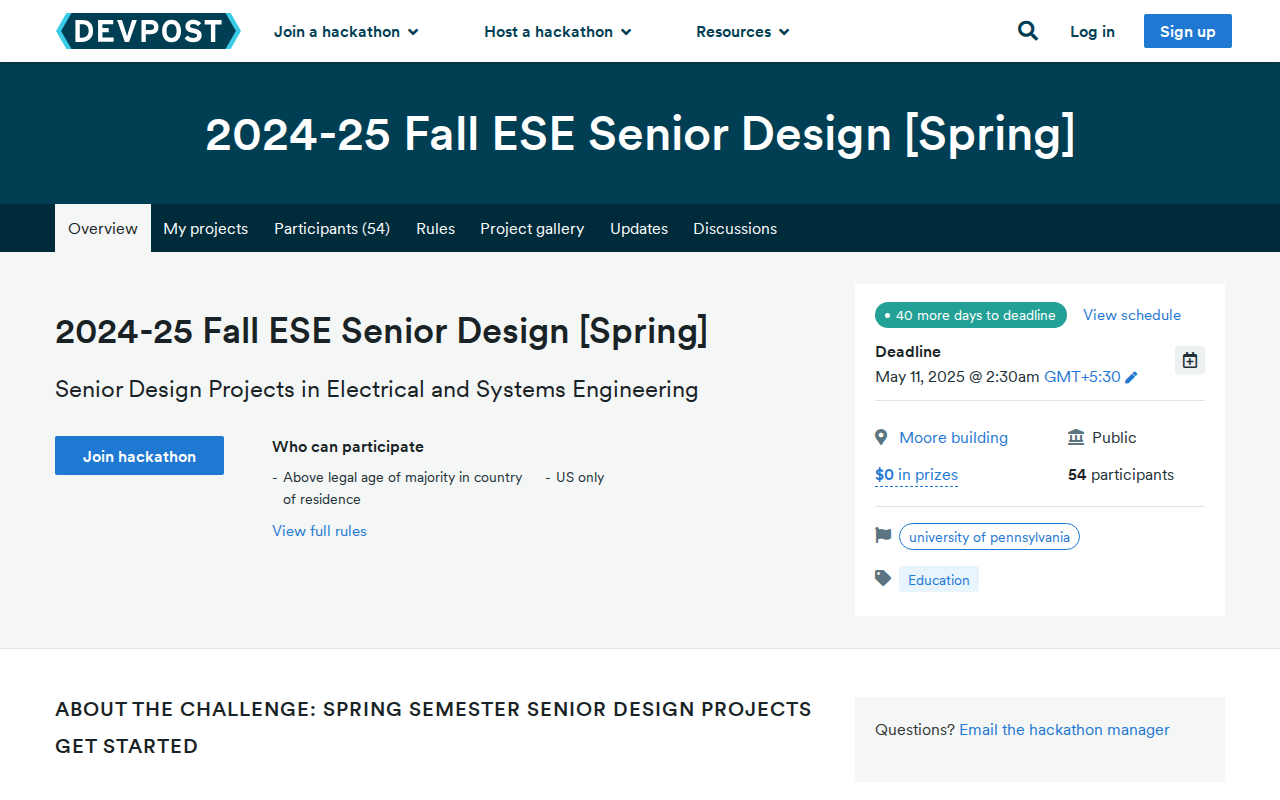 DEVPOST
Join a hackathon
Host a hackathon
Resources
Log in
Sign up
2024-25 Fall ESE Senior Design [Spring]
Overview
My projects
Participants (54)
Rules
Project gallery
Updates
Discussions
2024-25 Fall ESE Senior Design [Spring]
Senior Design Projects in Electrical and Systems Engineering
Join hackathon
Who can participate
- Above legal age of majority in country
of residence
- US only
View full rules
40 more days to deadline
View schedule
Deadline
May 11, 2025 @ 2:30am GMT+5:30
Moore building
Public
$0 in prizes
54 participants
university of pennsylvania
Education
ABOUT THE CHALLENGE: SPRING SEMESTER SENIOR DESIGN PROJECTS
GET STARTED
Questions? Email the hackathon manager